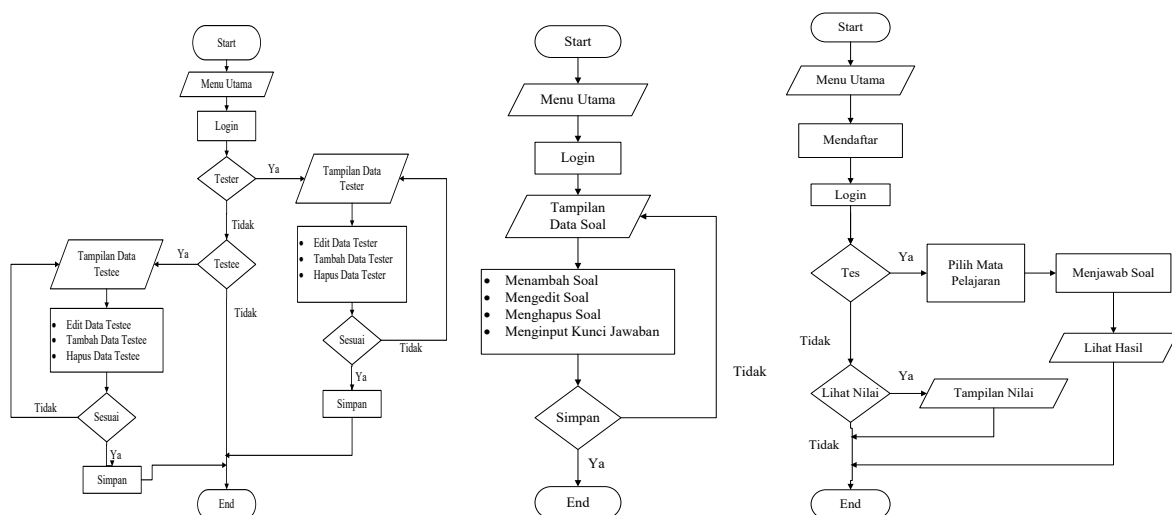 Start
Menu Utama
Login
Tester
Ya
Tampilan Data
Tester
Tidak
Edit Data Tester
Tambah Data Tester
Hapus Data Tester
Sesuai
Tidak
Ya
Simpan
Testee
Ya
Tampilan Data
Testee
Tidak
Edit Data Testee
Tambah Data Testee
Hapus Data Testee
Sesuai
Tidak
Ya
Simpan
End
Start
Menu Utama
Login
Tampilan
Data Soal
Menambah Soal
Mengedit Soal
Menghapus Soal
Menginput Kunci Jawaban
Tidak
Simpan
Ya
End
Tidak
Start
Menu Utama
Mendaftar
Login
Tes
Ya
Pilih Mata
Pelajaran
Menjawab Soal
Lihat Hasil
Tidak
Lihat Nilai
Ya
Tampilan Nilai
Tidak
End